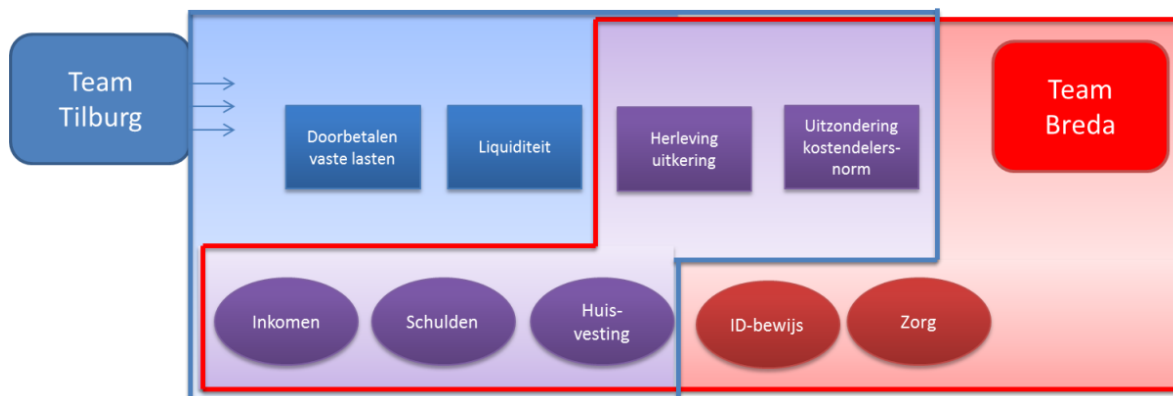 Team
Tilburg
Doorbetalen
vaste lasten
Liquiditeit
Herleving
uitkering
Uitzondering
kostendelers-
norm
Team
Breda
Inkomen
Schulden
Huis-
vesting
ID-bewijs
Zorg